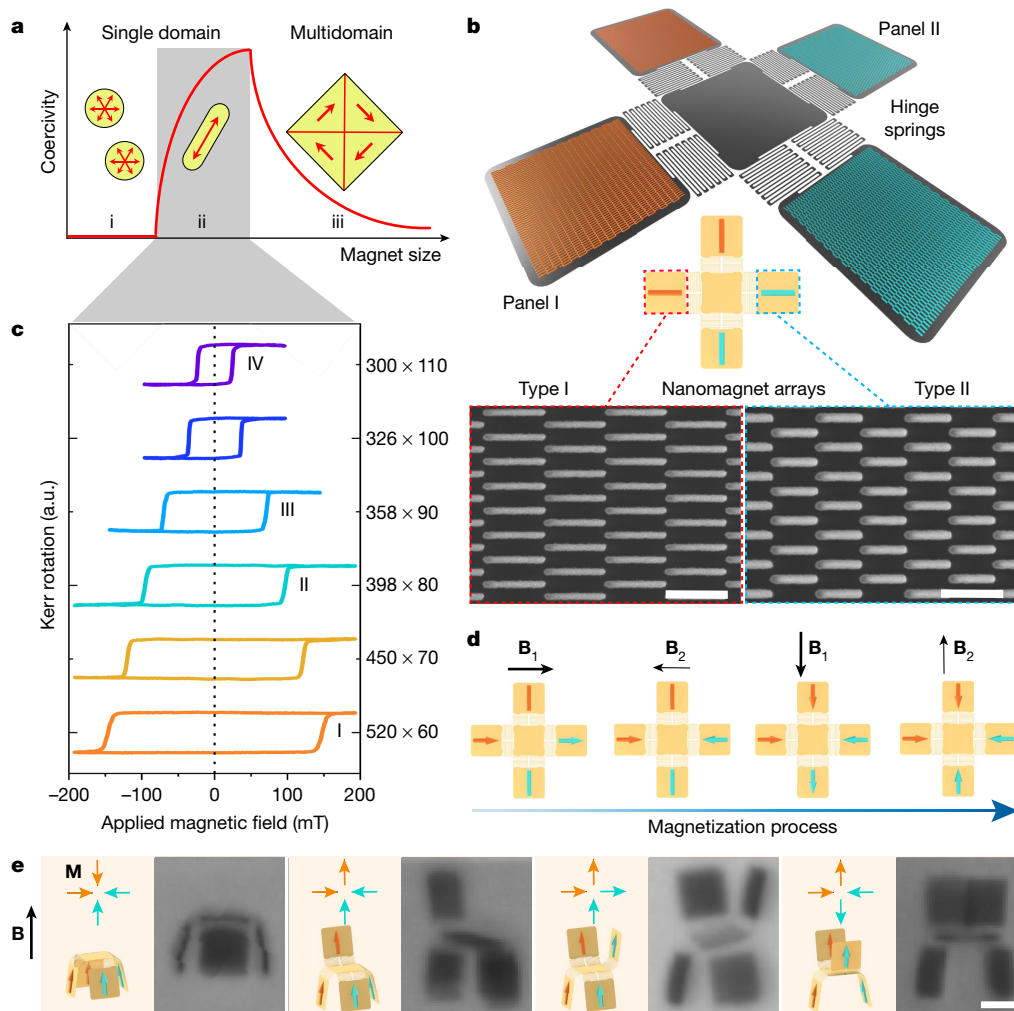 a
Single domain
Multidomain
Coercivity
i
ii
iii
Magnet size
b
Panel II
Hinge
springs
Panel I
Type I
Nanomagnet arrays
Type II
c
Kerr rotation (a.u.)
IV
III
II
I
300 × 110
326 × 100
358 × 90
398 × 80
450 × 70
520 × 60
−200
−100
0
100
200
Applied magnetic field (mT)
d
B1
B2
B1
B2
Magnetization process
e
M
B